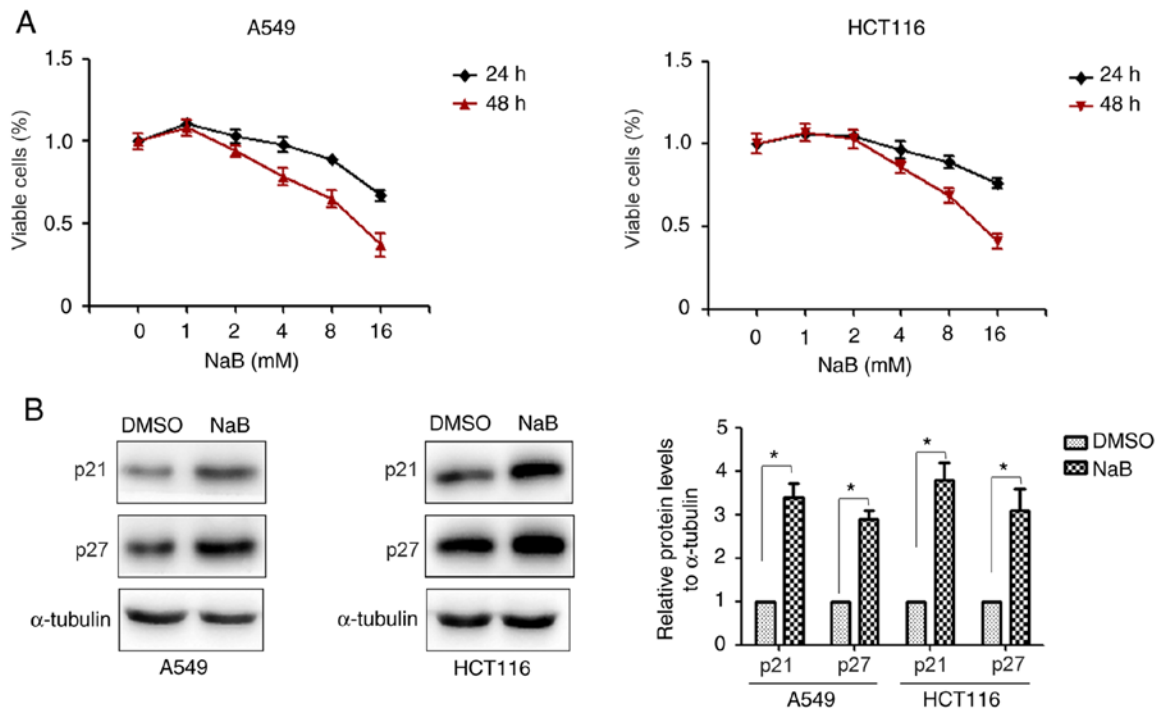 A
A549
1.5
1.0
0.5
0
Viable cells (%)
24 h
48 h
0 1 2 4 8 16
NaB (mM)
HCT116
1.5
1.0
0.5
0
Viable cells (%)
24 h
48 h
0 1 2 4 8 16
NaB (mM)
B
DMSO NaB
p21
p27
α-tubulin
A549
DMSO NaB
p21
p27
α-tubulin
HCT116
Relative protein levels
to α-tubulin
5
4
3
2
1
0
* * * *
DMSO
NaB
p21 p27 p21 p27
A549 HCT116